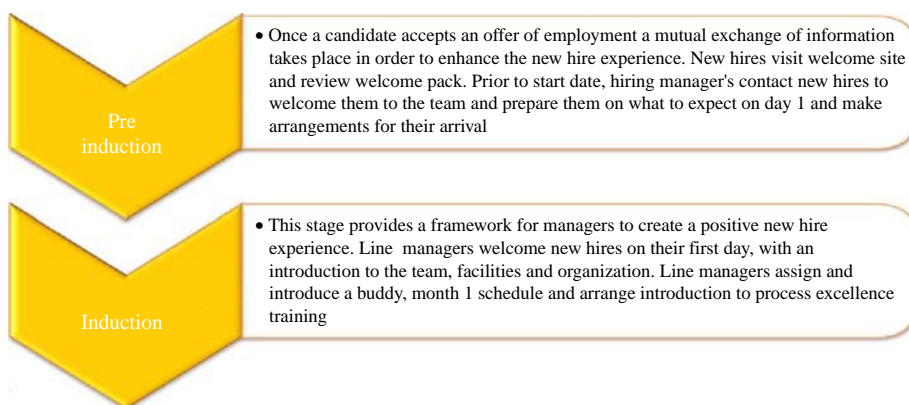 • Once a candidate accepts an offer of employment a mutual exchange of information
takes place in order to enhance the new hire experience. New hires visit welcome site
and review welcome pack. Prior to start date, hiring manager's contact new hires to
welcome them to the team and prepare them on what to expect on day 1 and make
arrangements for their arrival
Pre
induction
• This stage provides a framework for managers to create a positive new hire
experience. Line managers welcome new hires on their first day, with an
introduction to the team, facilities and organization. Line managers assign and
introduce a buddy, month 1 schedule and arrange introduction to process excellence
training
Induction